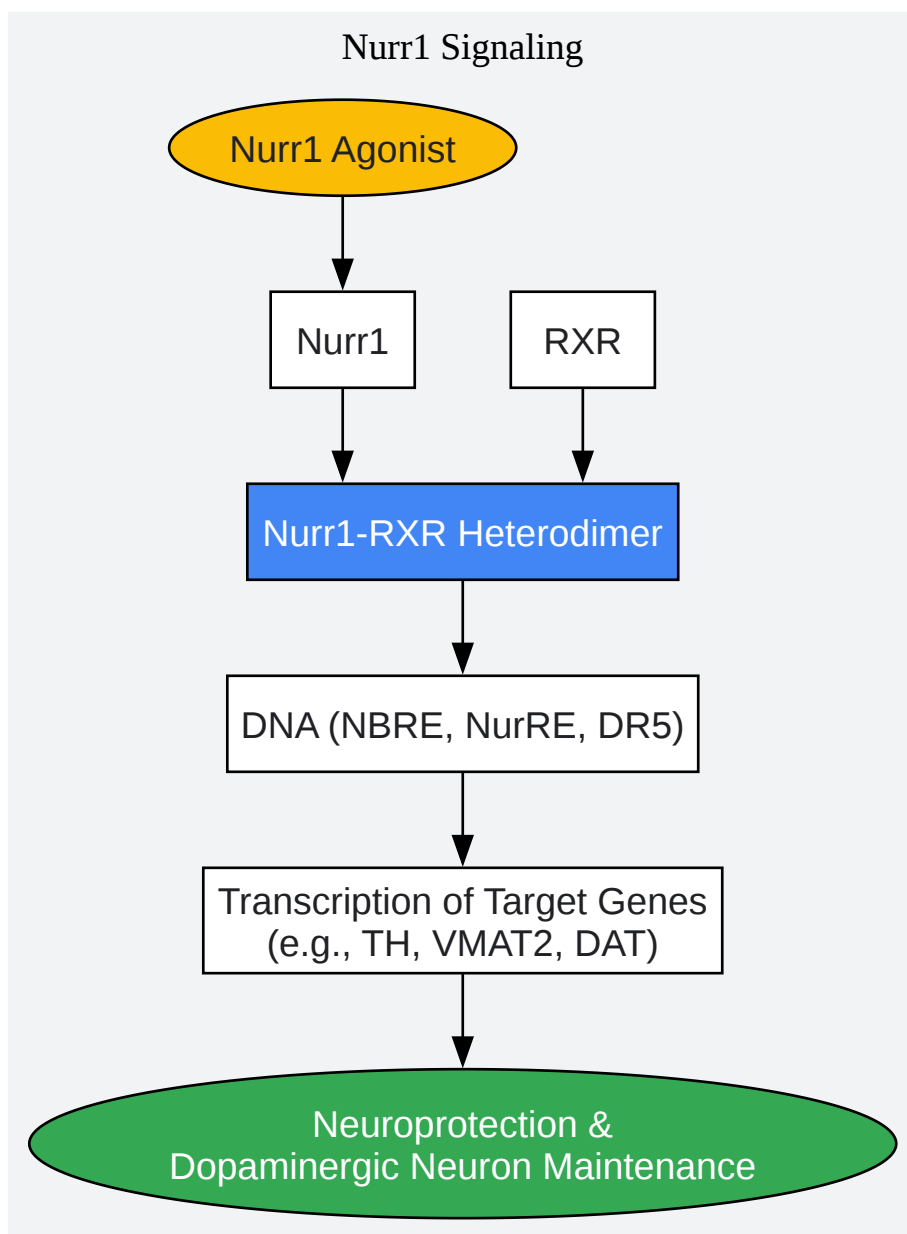 Nurr1 Signaling
Nurr1 Agonist
Nurr1
RXR
Nurr1-RXR Heterodimer
DNA (NBRE, NurRE, DR5)
Transcription of Target Genes
(e.g., TH, VMAT2, DAT)
Neuroprotection &
Dopaminergic Neuron Maintenance